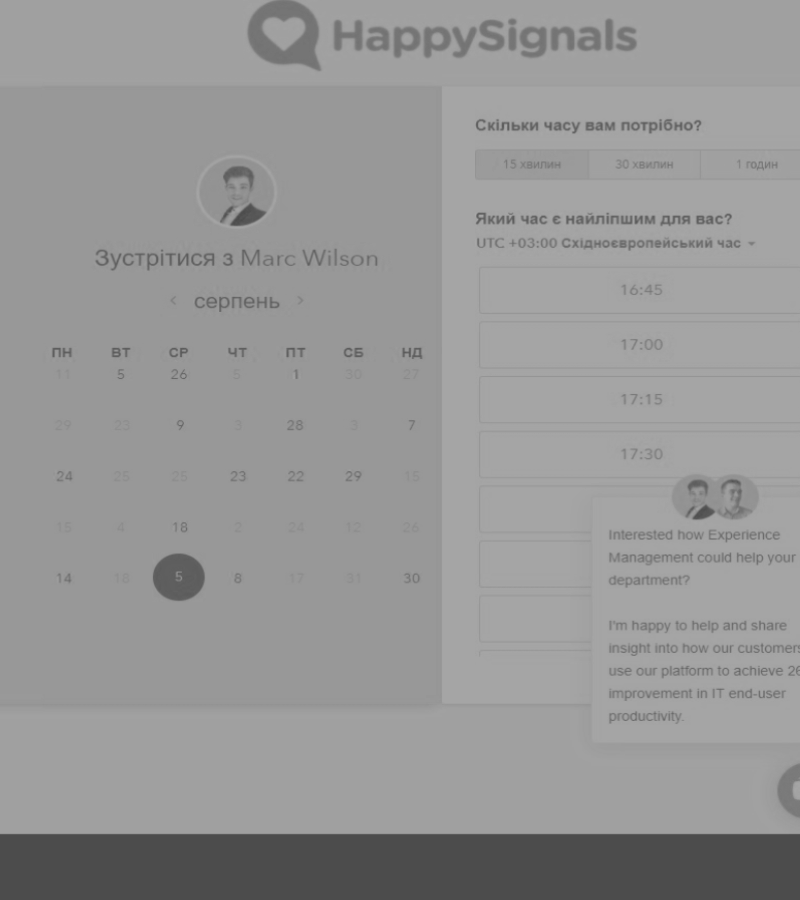 HappySignals
Зустрітися з Marc Wilson
серпень
ПН ВТ СР ЧТ ПТ СБ НД
11 5 26 5 1 30 27
29 23 9 3 28 3 7
24 25 25 23 22 29 15
15 4 18 2 24 12 26
14 18 5 8 17 31 30
Скільки часу вам потрібно?
15 хвилин 30 хвилин 1 годин
Який час є найліпшим для вас?
UTC +03:00 Східноєвропейський час
16:45
17:00
17:15
17:30
Interested how Experience
Management could help your
department?
I'm happy to help and share
insight into how our customers
use our platform to achieve 26
improvement in IT end-user
productivity.